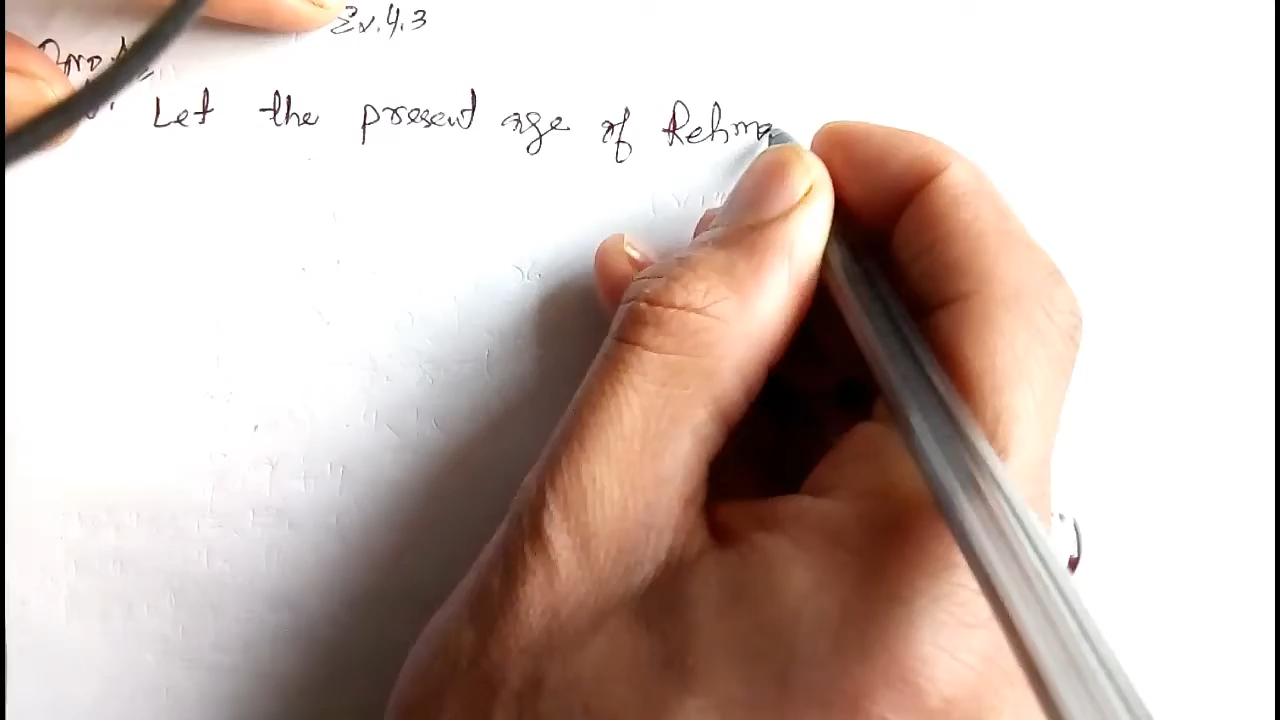 Ex.4.3
Let the present age of Rehma